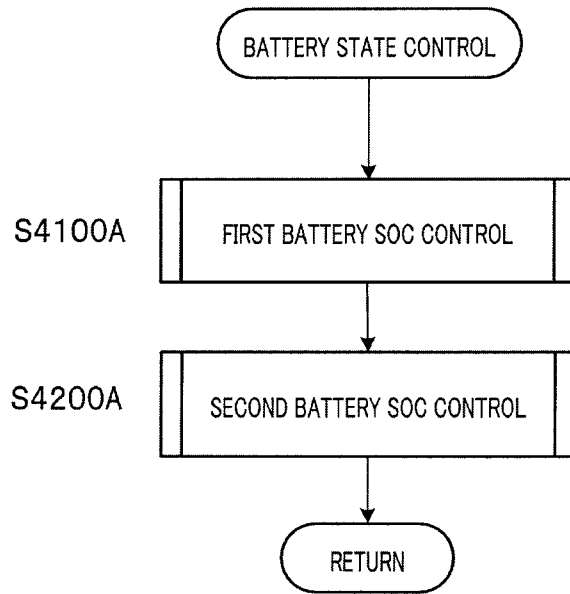 BATTERY STATE CONTROL
S4100A
FIRST BATTERY SOC CONTROL
S4200A
SECOND BATTERY SOC CONTROL
RETURN